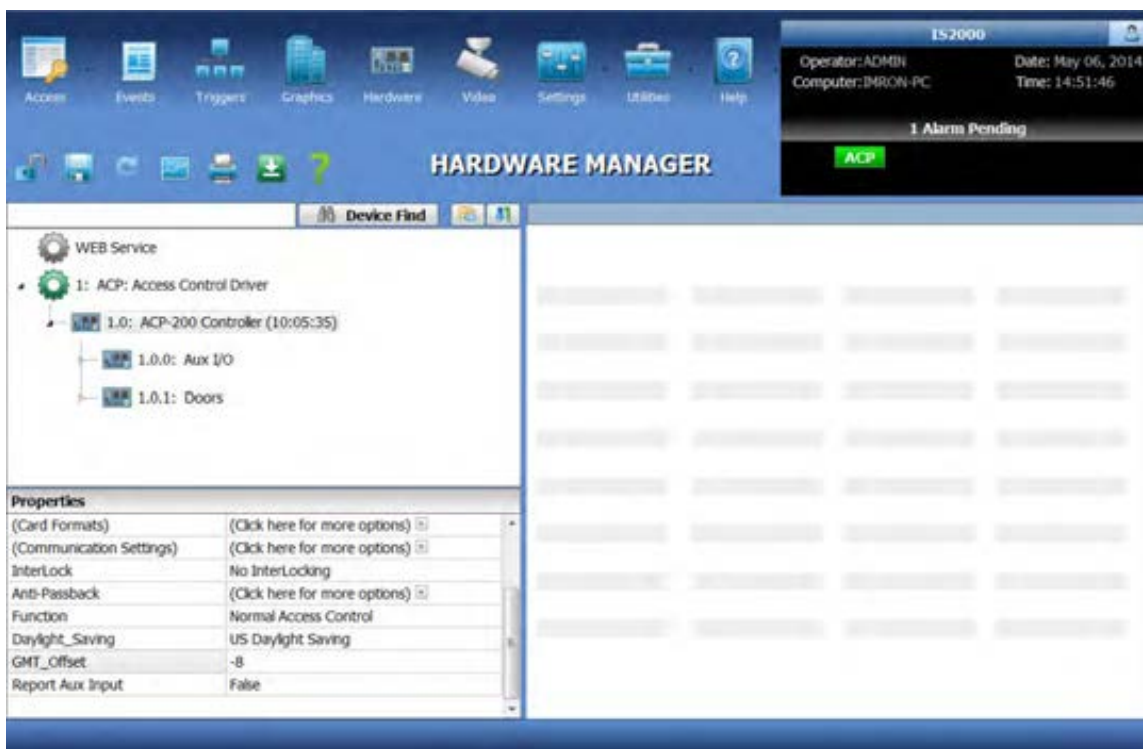 IS2000
Operator:ADMIN Date: May 06, 2014
Computer:IMRON-PC Time: 14:51:46
1 Alarm Pending
ACP
Access Events Triggers Graphics Hardware Video Settings Utilities Help
HARDWARE MANAGER
Device Find
WEB Service
1: ACP: Access Control Driver
1.0: ACP-200 Controller (10:05:35)
1.0.0: Aux I/O
1.0.1: Doors
Properties
(Card Formats) (Click here for more options)
(Communication Settings) (Click here for more options)
InterLock No InterLocking
Anti-Passback (Click here for more options)
Function Normal Access Control
Daylight_Saving US Daylight Saving
GMT_Offset -8
Report Aux Input False